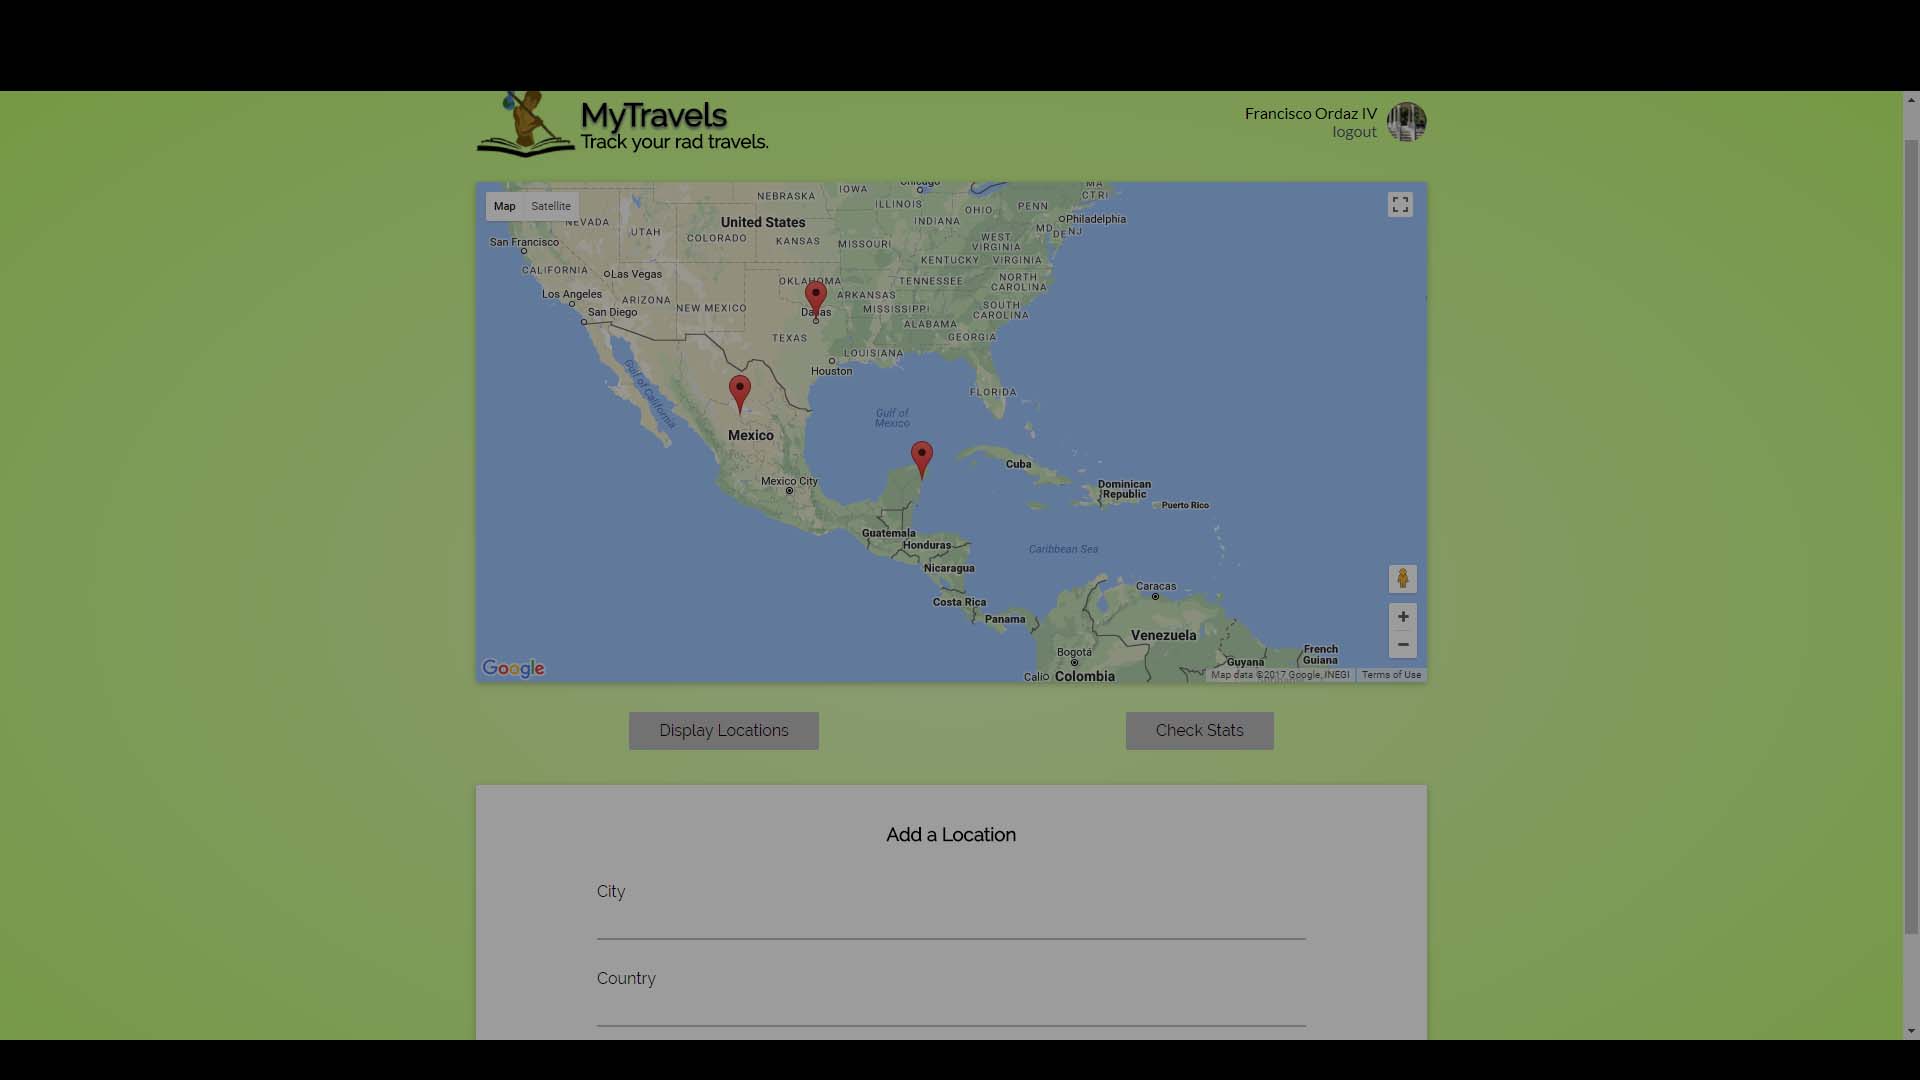 MyTravels
Track your rad travels.
Francisco Ordaz IV
logout
Map Satellite
Chicago
MA
CT RI
NEBRASKA
IOWA
ILLINOIS
INDIANA
OHIO
PENN
Philadelphia
NEVADA
UTAH
United States
COLORADO
KANSAS
MISSOURI
WEST
VIRGINIA
MD
DE NJ
San Francisco
KENTUCKY
VIRGINIA
CALIFORNIA
Las Vegas
OKLAHOMA
TENNESSEE
NORTH
CAROLINA
Los Angeles
ARIZONA
NEW MEXICO
ARKANSAS
MISSISSIPPI
SOUTH
CAROLINA
San Diego
Dallas
ALABAMA
TEXAS
GEORGIA
LOUISIANA
Houston
Gulf of California
FLORIDA
Gulf of
Mexico
Mexico
Cuba
Mexico City
Dominican
Republic
Puerto Rico
Guatemala
Honduras
Caribbean Sea
Nicaragua
Caracas
Costa Rica
Panama
Venezuela
Bogotá
Guyana
French
Guiana
Cali
Colombia
Google
Map data ©2017 Google, INEGI
Terms of Use
Display Locations
Check Stats
Add a Location
City
Country